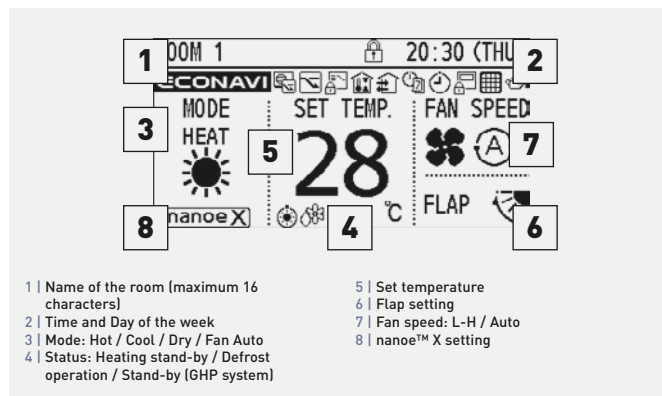 1 OOM 1 20:30 (THU 2
ECONAVI
3 MODE SET TEMP. FAN SPEED
HEAT 5 28 A 7
8 nanoe X 4 °C FLAP 6
1 | Name of the room (maximum 16
characters)
2 | Time and Day of the week
3 | Mode: Hot / Cool / Dry / Fan Auto
4 | Status: Heating stand-by / Defrost
operation / Stand-by (GHP system)
5 | Set temperature
6 | Flap setting
7 | Fan speed: L-H / Auto
8 | nanoe™ X setting